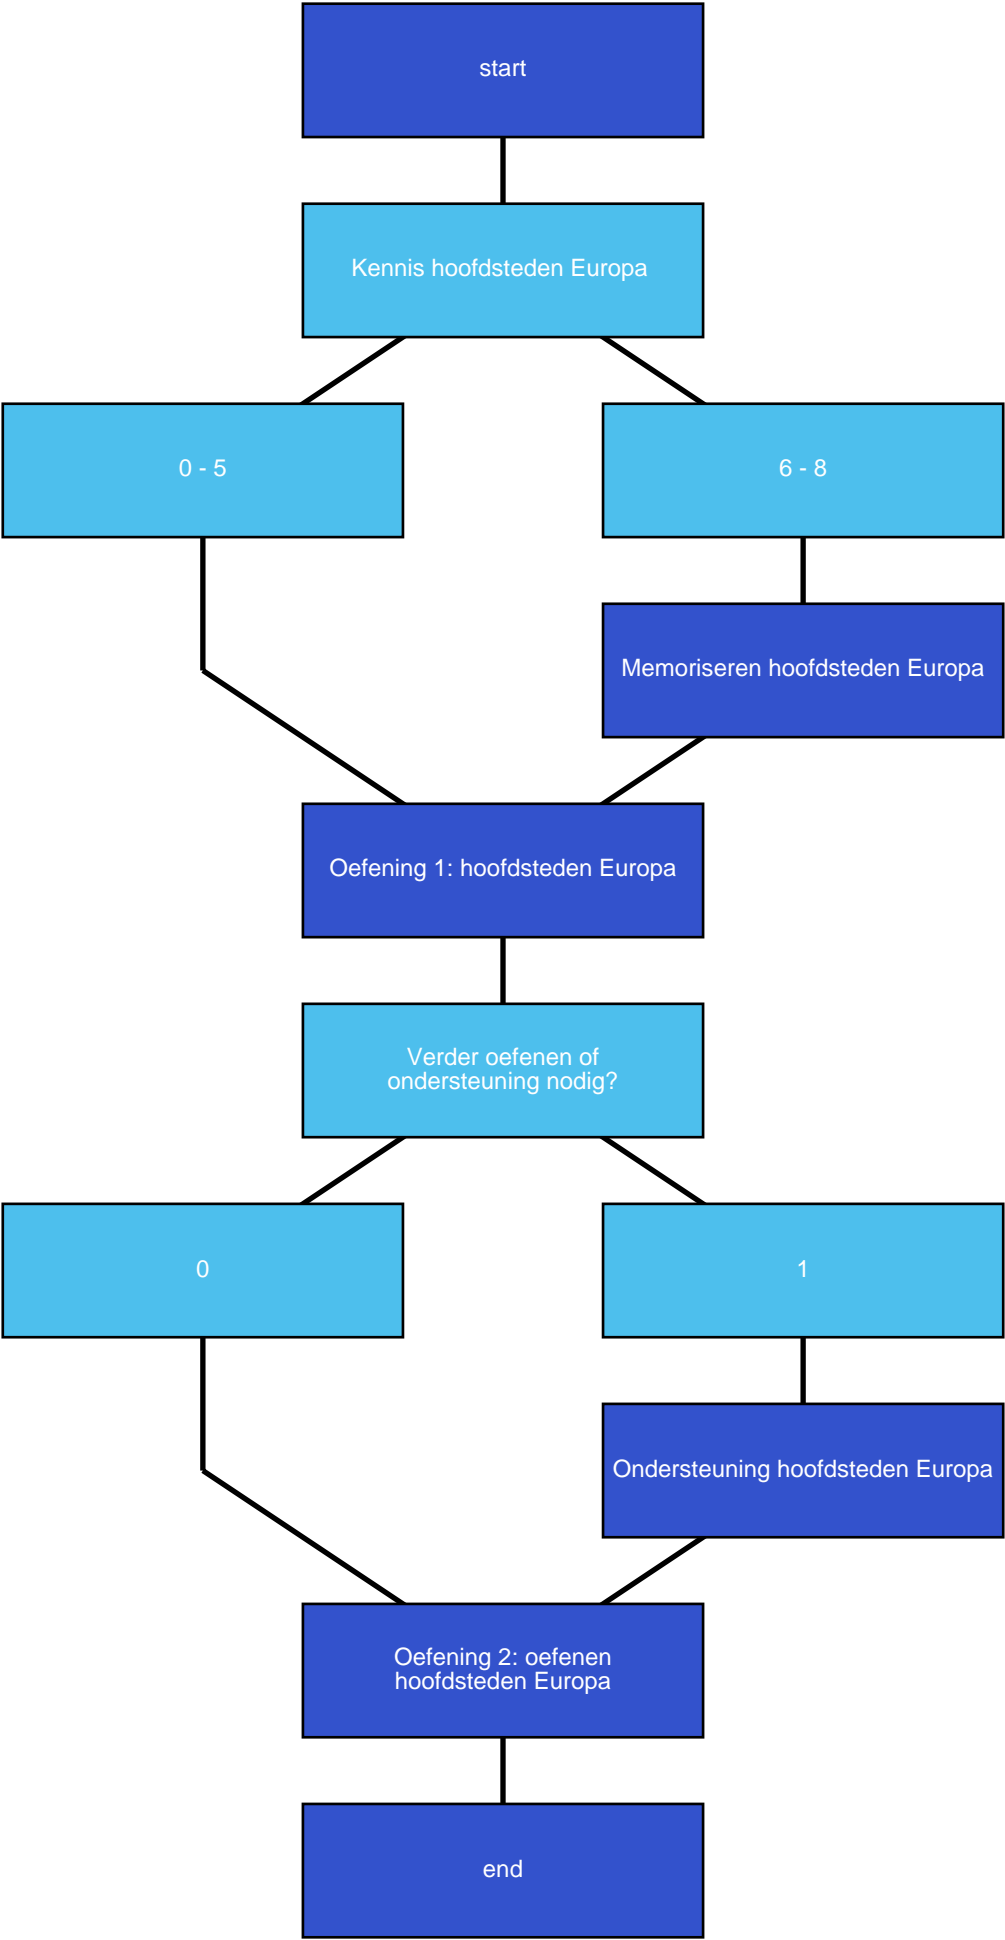 start
Kennis hoofdsteden Europa
0 - 5
6 - 8
Memoriseren hoofdsteden Europa
Oefening 1: hoofdsteden Europa
Verder oefenen of
ondersteuning nodig?
0
1
Ondersteuning hoofdsteden Europa
Oefening 2: oefenen
hoofdsteden Europa
end